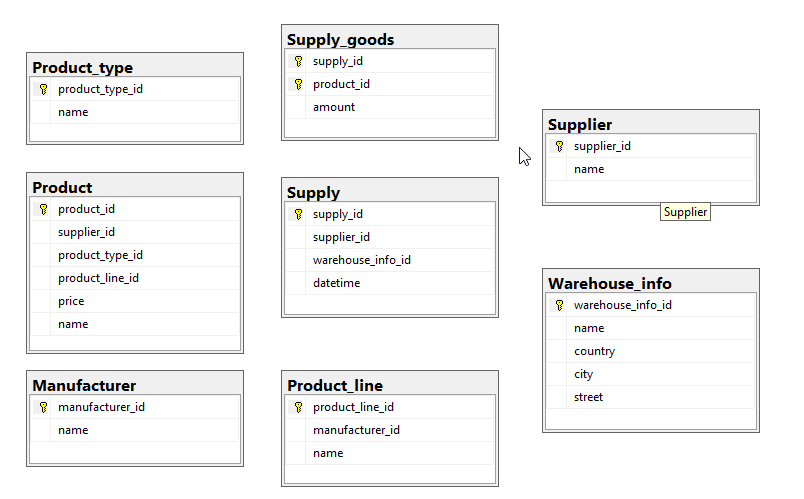 Product_type
product_type_id
name
Product
product_id
supplier_id
product_type_id
product_line_id
price
name
Manufacturer
manufacturer_id
name
Supply_goods
supply_id
product_id
amount
Supply
supply_id
supplier_id
warehouse_info_id
datetime
Product_line
product_line_id
manufacturer_id
name
Supplier
supplier_id
name
Supplier
Warehouse_info
warehouse_info_id
name
country
city
street